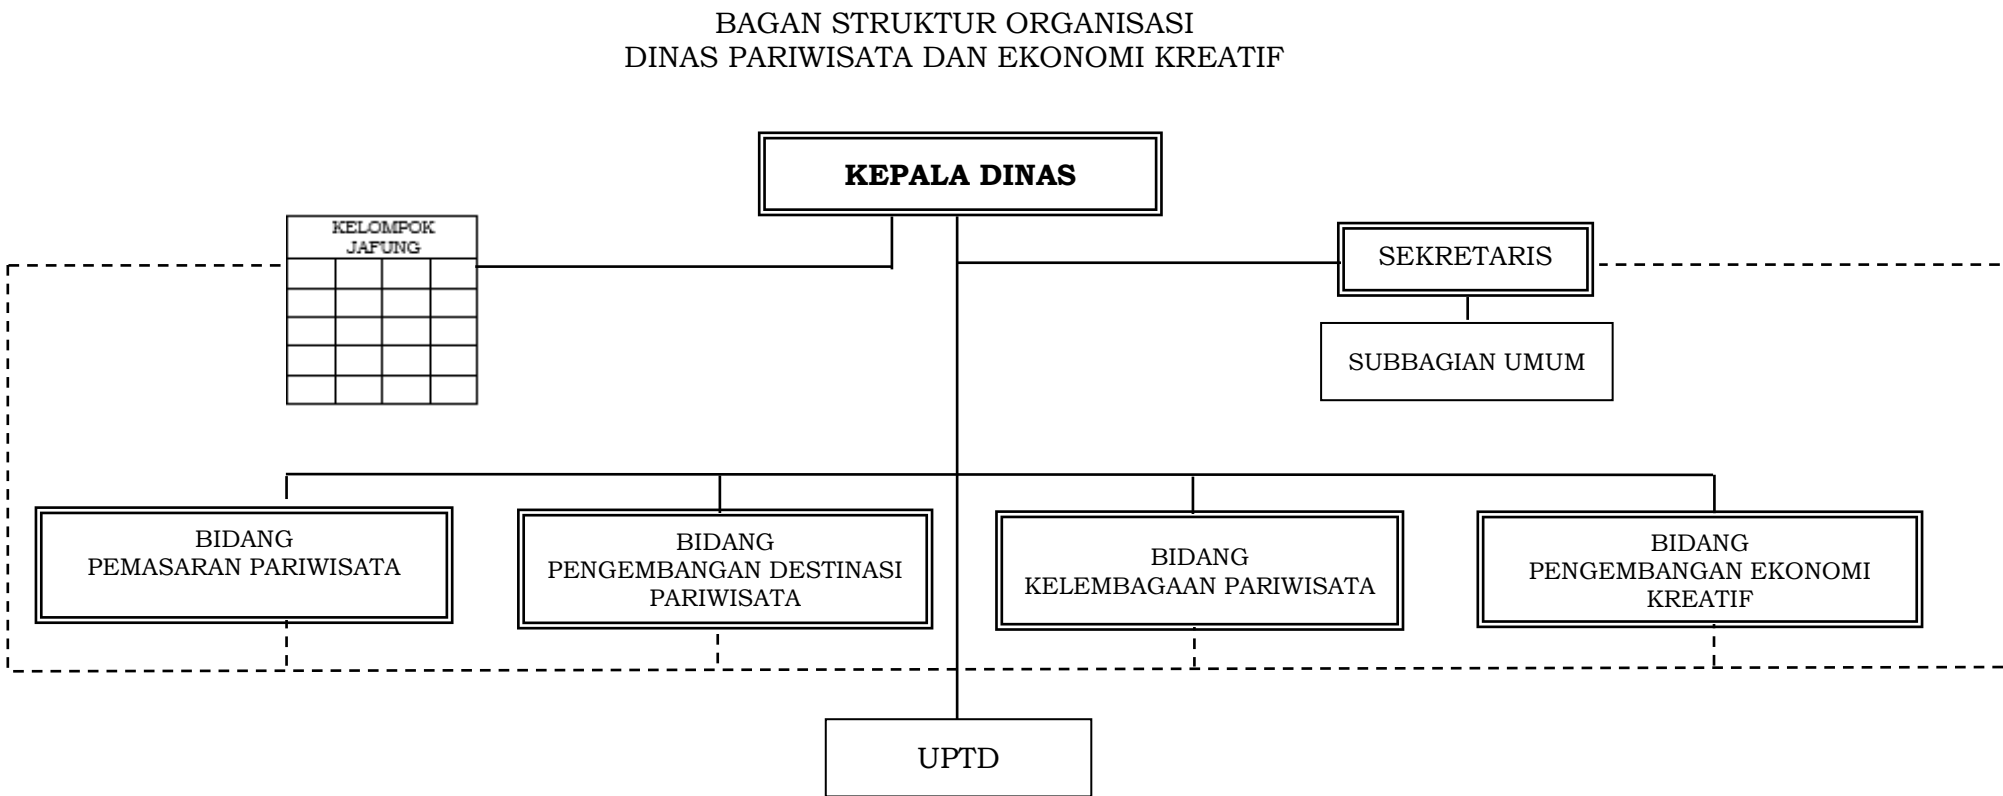 BAGAN STRUKTUR ORGANISASI
DINAS PARIWISATA DAN EKONOMI KREATIF
KEPALA DINAS
KELOMPOK
JAFUNG
SEKRETARIS
SUBBAGIAN UMUM
BIDANG
PEMASARAN PARIWISATA
BIDANG
PENGEMBANGAN DESTINASI
PARIWISATA
BIDANG
KELEMBAGAAN PARIWISATA
BIDANG
PENGEMBANGAN EKONOMI
KREATIF
UPTD